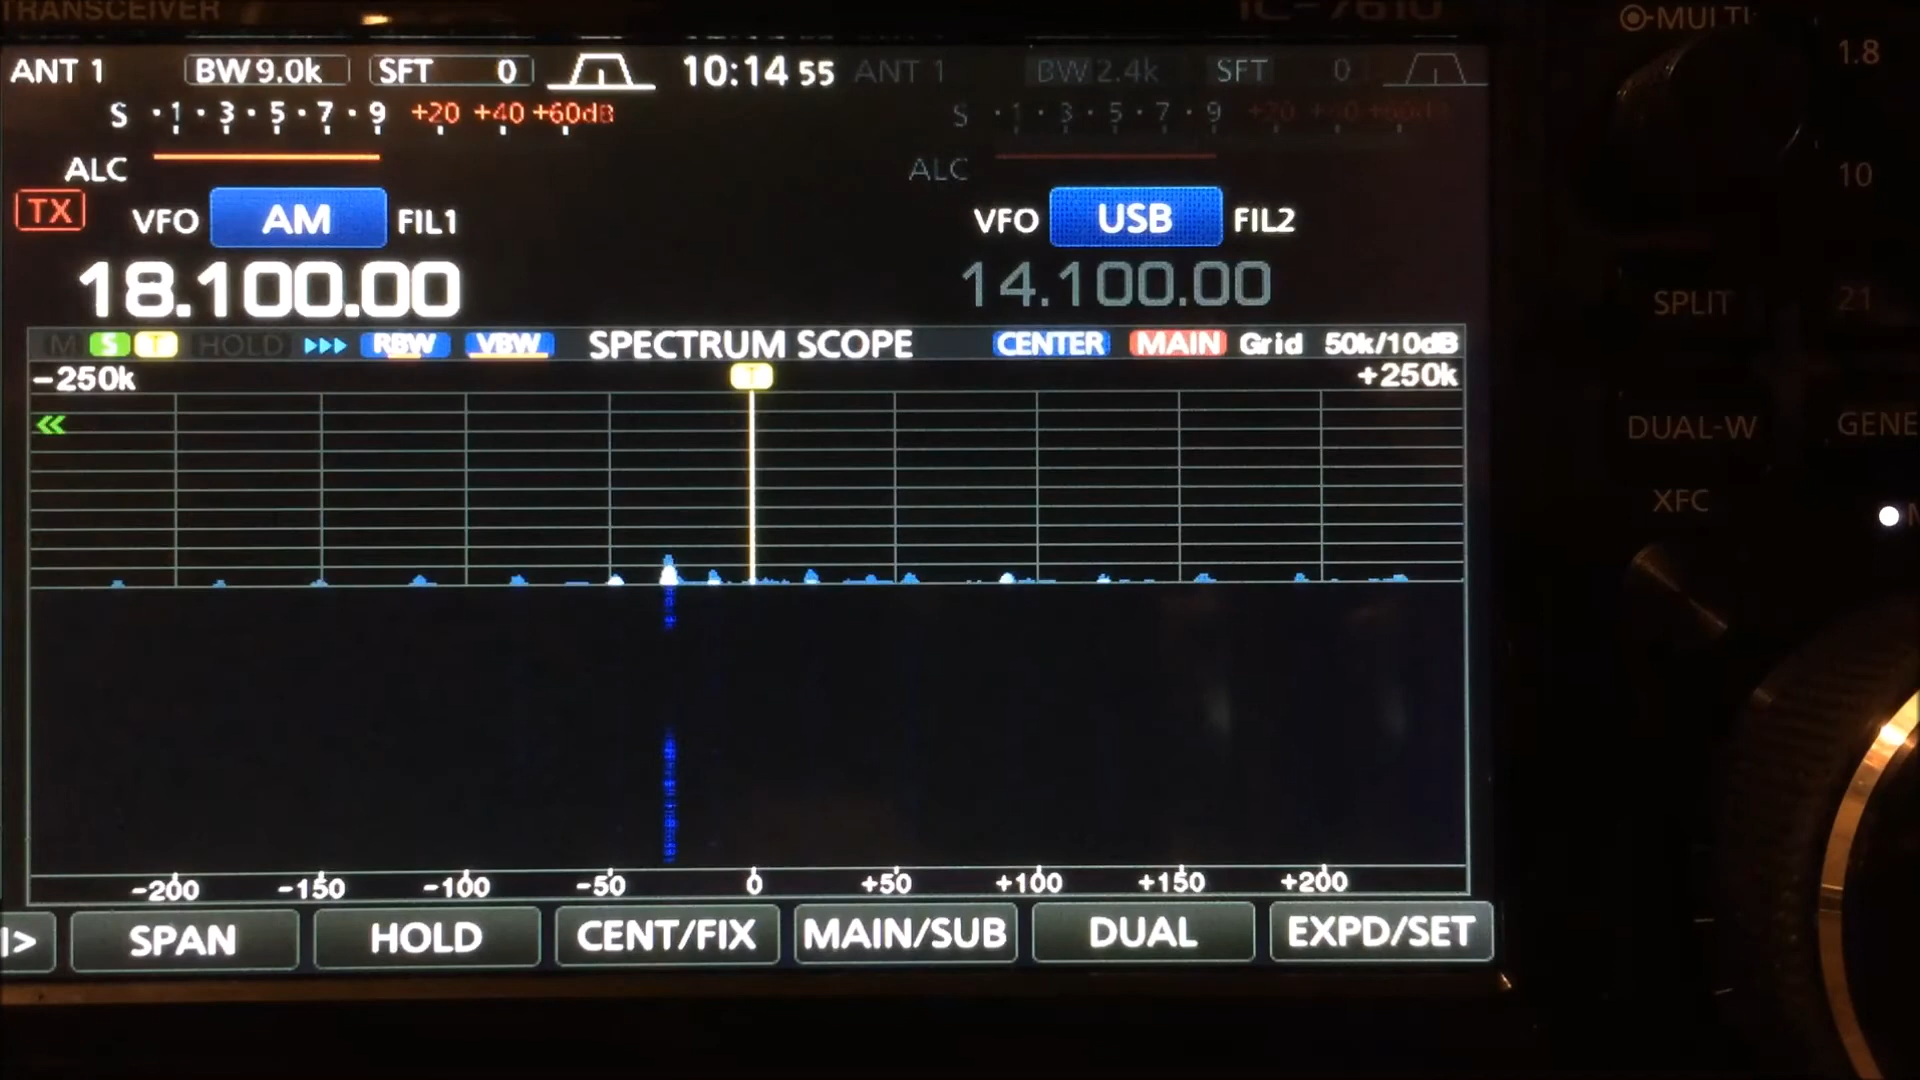 TRANSCEIVER IC-7610
MULTI
ANT 1 BW 9.0k SFT 0 10:14 55 ANT 1 BW 2.4k SFT 0
S ·1·3·5·7·9 +20 +40 +60dB S ·1·3·5·7·9 +20 +40 +60dB
ALC ALC
TX VFO AM FIL1 VFO USB FIL2
18.100.00 14.100.00
M S T HOLD RBW VBW SPECTRUM SCOPE CENTER MAIN Grid 50k/10dB
-250k T +250k
-200 -150 -100 -50 0 +50 +100 +150 +200
SPAN HOLD CENT/FIX MAIN/SUB DUAL EXPD/SET
1.8
10
SPLIT 21
DUAL-W GENE
XFC